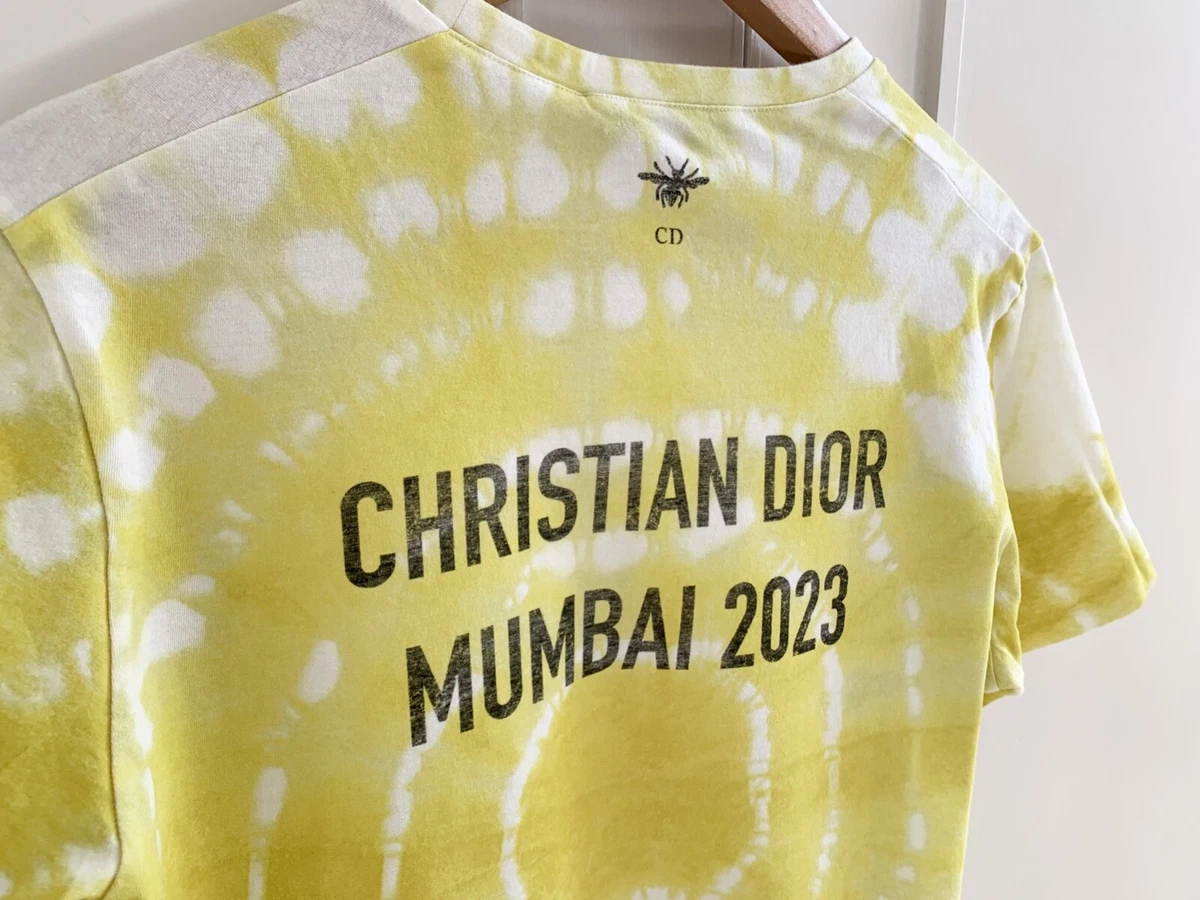 CD
CHRISTIAN DIOR
MUMBAI 2023